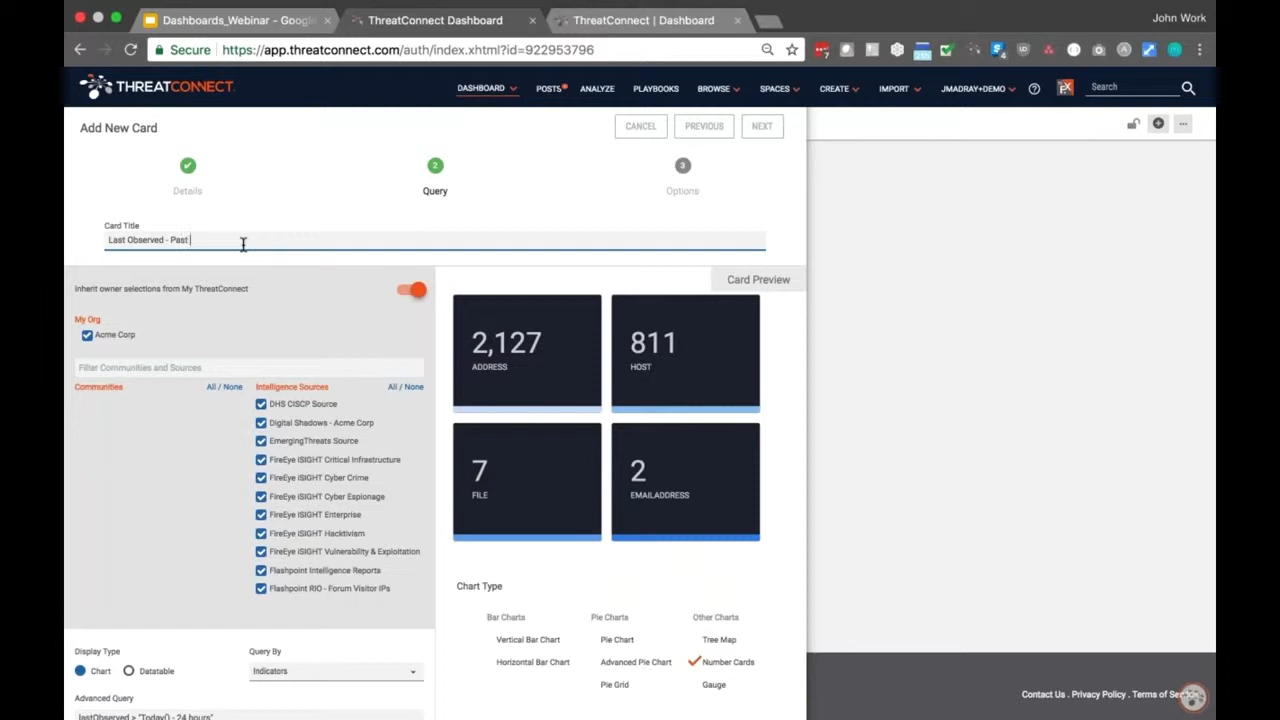 John Work
Dashboards_Webinar - Google
ThreatConnect Dashboard
ThreatConnect | Dashboard
Secure
https://app.threatconnect.com/auth/index.xhtml?id=922953796
THREATCONNECT
DASHBOARD
POSTS
ANALYZE
PLAYBOOKS
BROWSE
SPACES
CREATE
IMPORT
JMADRAY+DEMO
Search
Add New Card
CANCEL
PREVIOUS
NEXT
2
3
Details
Query
Options
Card Title
Last Observed - Past
Card Preview
Inherit owner selections from My ThreatConnect
My Org
Acme Corp
Filter Communities and Sources
Communities
All / None
Intelligence Sources
All / None
DHS CISCP Source
Digital Shadows - Acme Corp
EmergingThreats Source
FireEye iSIGHT Critical Infrastructure
FireEye iSIGHT Cyber Crime
FireEye iSIGHT Cyber Espionage
FireEye iSIGHT Enterprise
FireEye iSIGHT Hacktivism
FireEye iSIGHT Vulnerability & Exploitation
Flashpoint Intelligence Reports
Flashpoint RIO - Forum Visitor IPs
2,127
ADDRESS
811
HOST
7
FILE
2
EMAILADDRESS
Chart Type
Bar Charts
Pie Charts
Other Charts
Vertical Bar Chart
Pie Chart
Tree Map
Horizontal Bar Chart
Advanced Pie Chart
Number Cards
Pie Grid
Gauge
Display Type
Query By
Chart
Datatable
Indicators
Advanced Query
lastObserved > "Today() - 24 hours"
Contact Us . Privacy Policy . Terms of